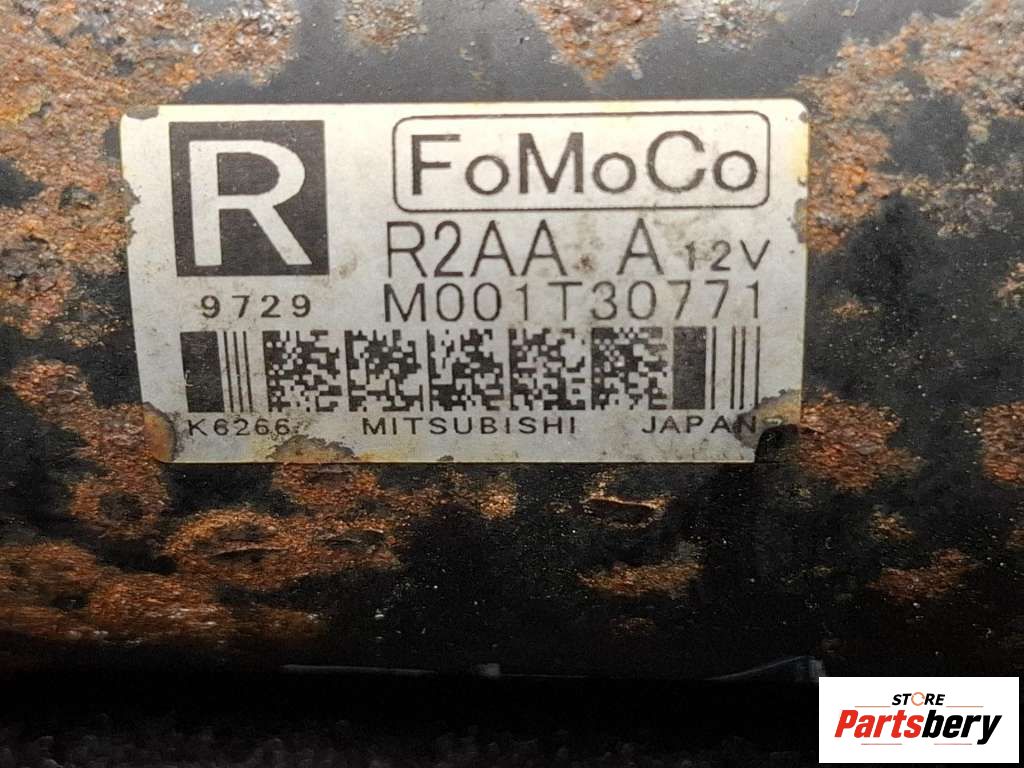 R
FoMoCo
R2AA A 12V
9729 M001T30771
K6266 MITSUBISHI JAPAN
STORE
Partsbery